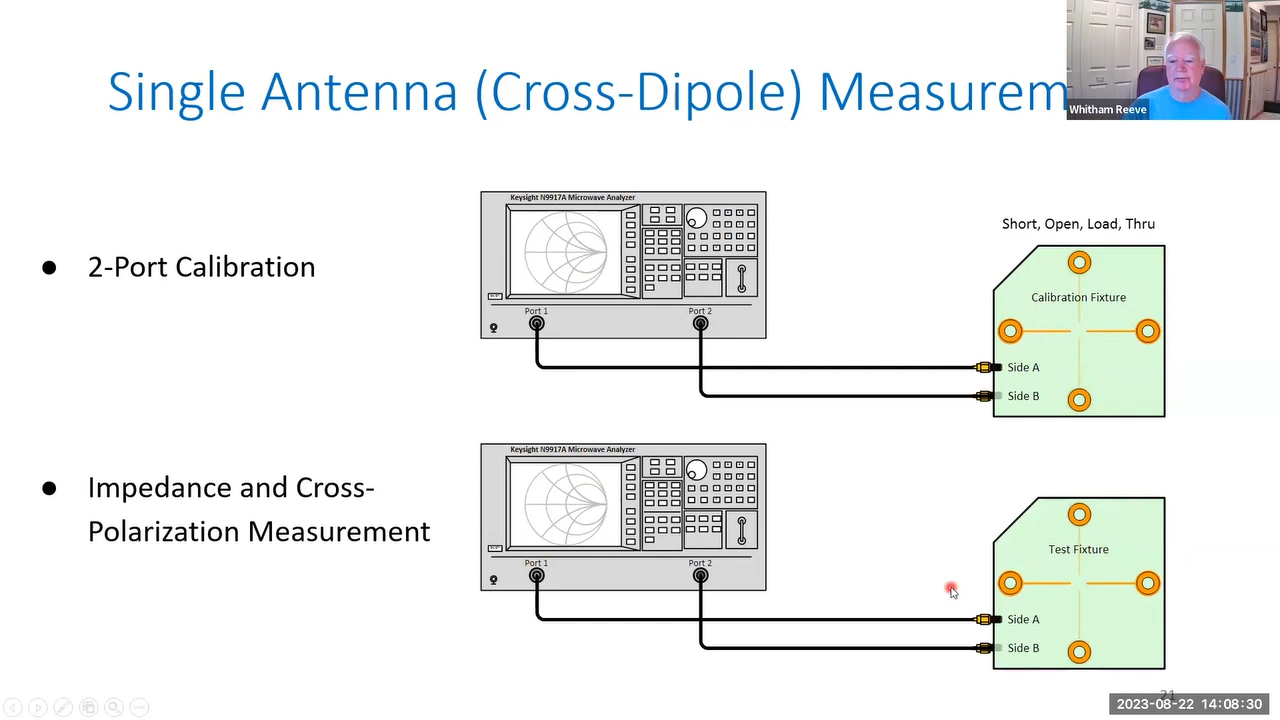 Single Antenna (Cross-Dipole) Measurem
Whitham Reeve
Keysight N9917A Microwave Analyzer
Port 1
Port 2
Short, Open, Load, Thru
Calibration Fixture
Side A
Side B
2-Port Calibration
Keysight N9917A Microwave Analyzer
Port 1
Port 2
Test Fixture
Side A
Side B
Impedance and Cross-
Polarization Measurement
21
2023-08-22 14:08:30